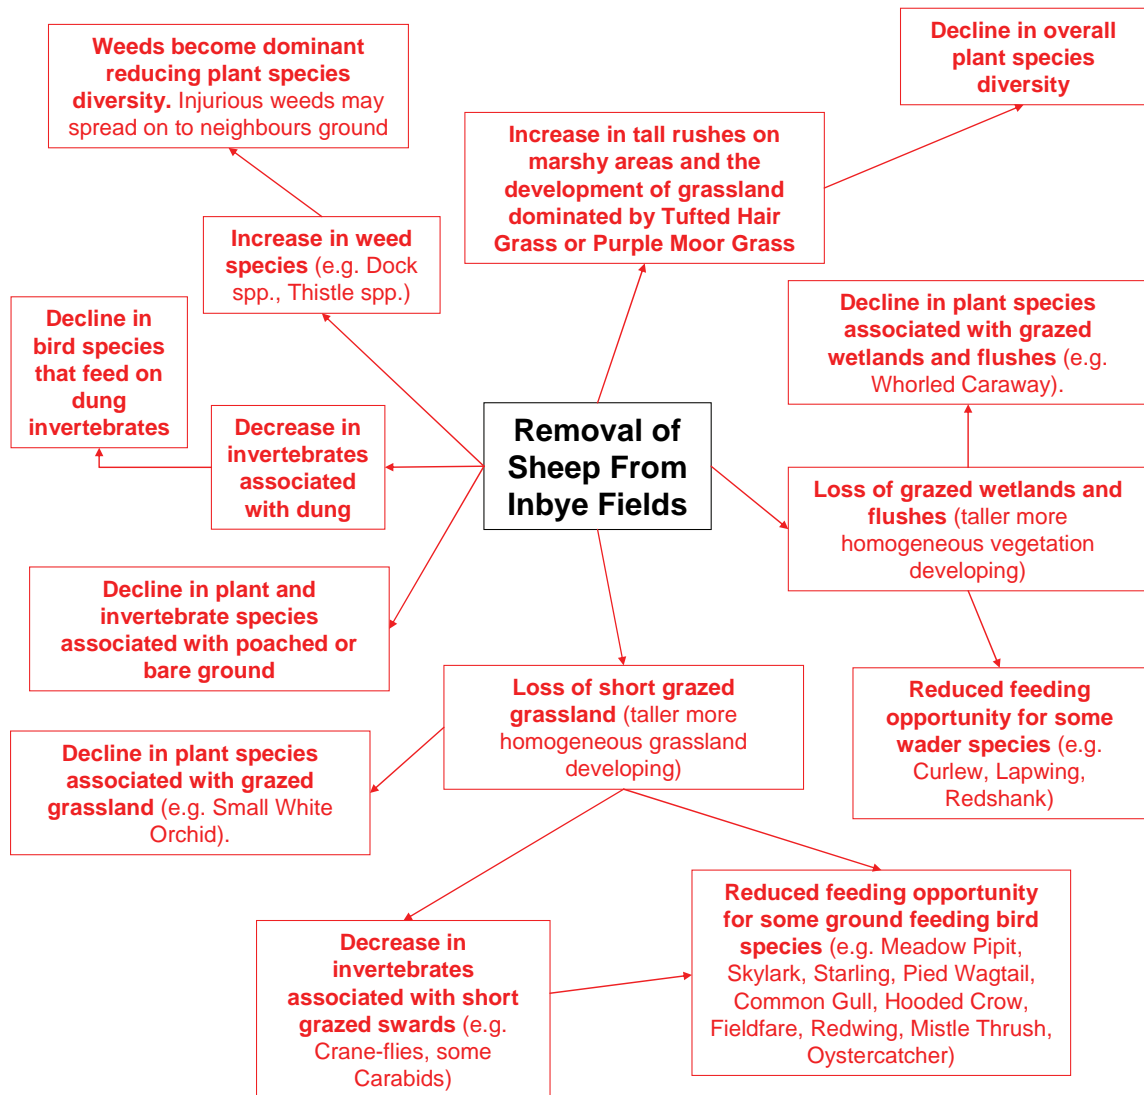 Weeds become dominant
reducing plant species
diversity. Injurious weeds may
spread on to neighbours ground
Decline in overall
plant species
diversity
Increase in tall rushes on
marshy areas and the
development of grassland
dominated by Tufted Hair
Grass or Purple Moor Grass
Increase in weed
species (e.g. Dock
spp., Thistle spp.)
Decline in plant species
associated with grazed
wetlands and flushes (e.g.
Whorled Caraway).
Decline in
bird species
that feed on
dung
invertebrates
Decrease in
invertebrates
associated
with dung
Removal of
Sheep From
Inbye Fields
Loss of grazed wetlands and
flushes (taller more
homogeneous vegetation
developing)
Decline in plant and
invertebrate species
associated with poached or
bare ground
Loss of short grazed
grassland (taller more
homogeneous grassland
developing)
Reduced feeding
opportunity for some
wader species (e.g.
Curlew, Lapwing,
Redshank)
Decline in plant species
associated with grazed
grassland (e.g. Small White
Orchid).
Decrease in
invertebrates
associated with short
grazed swards (e.g.
Crane-flies, some
Carabids)
Reduced feeding opportunity
for some ground feeding bird
species (e.g. Meadow Pipit,
Skylark, Starling, Pied Wagtail,
Common Gull, Hooded Crow,
Fieldfare, Redwing, Mistle Thrush,
Oystercatcher)